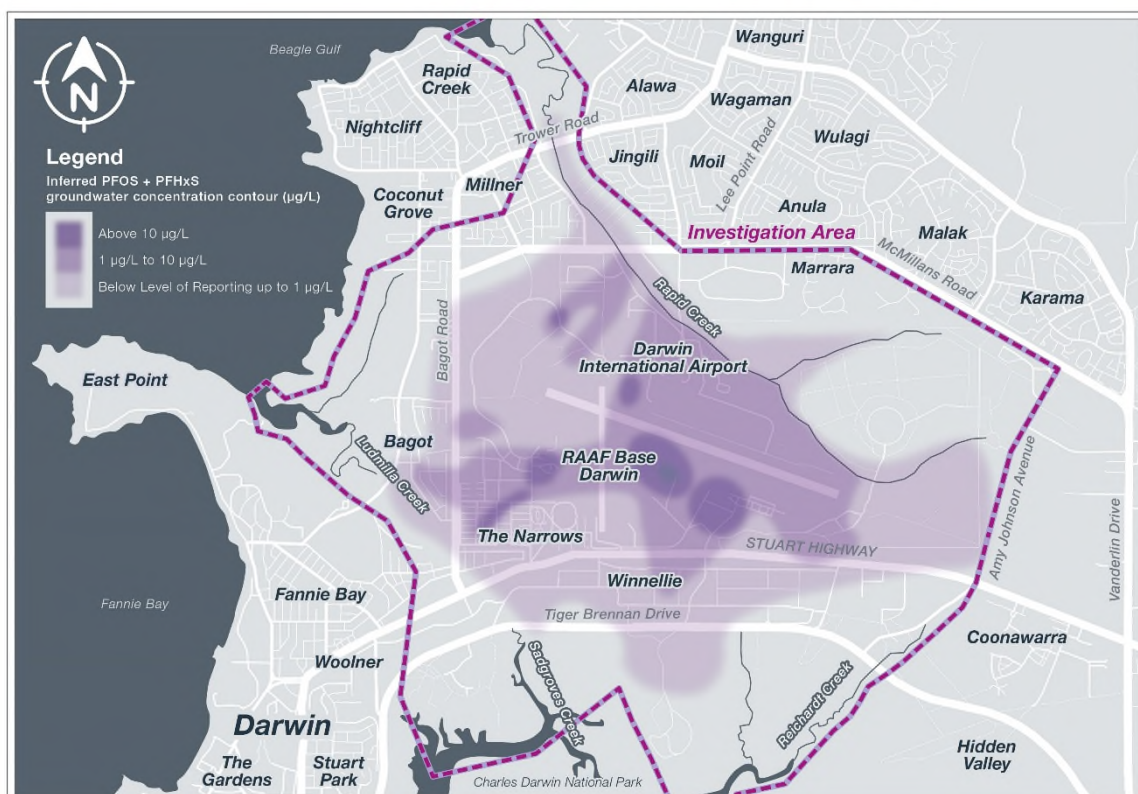 Beagle Gulf
Wanguri
Rapid
Creek
Alawa
Wagaman
N
Nightcliff
Trower Road
Wulagi
Legend
Inferred PFOS + PFHxS
groundwater concentration contour (µg/L)
Above 10 µg/L
1 µg/L to 10 µg/L
Below Level of Reporting up to 1 µg/L
Jingili
Moil
Lee Point Road
Millner
Coconut
Grove
Anula
Malak
Investigation Area
McMillans Road
Marrara
Karama
Rapid Creek
Bagot Road
Darwin
International Airport
East Point
Bagot
Ludmilla Creek
RAAF Base
Darwin
Amy Johnson Avenue
Vanderlin Drive
The Narrows
STUART HIGHWAY
Winnellie
Fannie Bay
Fannie Bay
Tiger Brennan Drive
Coonawarra
Woolner
Sadgroves Creek
Reichardt Creek
Darwin
The
Gardens
Stuart
Park
Charles Darwin National Park
Hidden
Valley